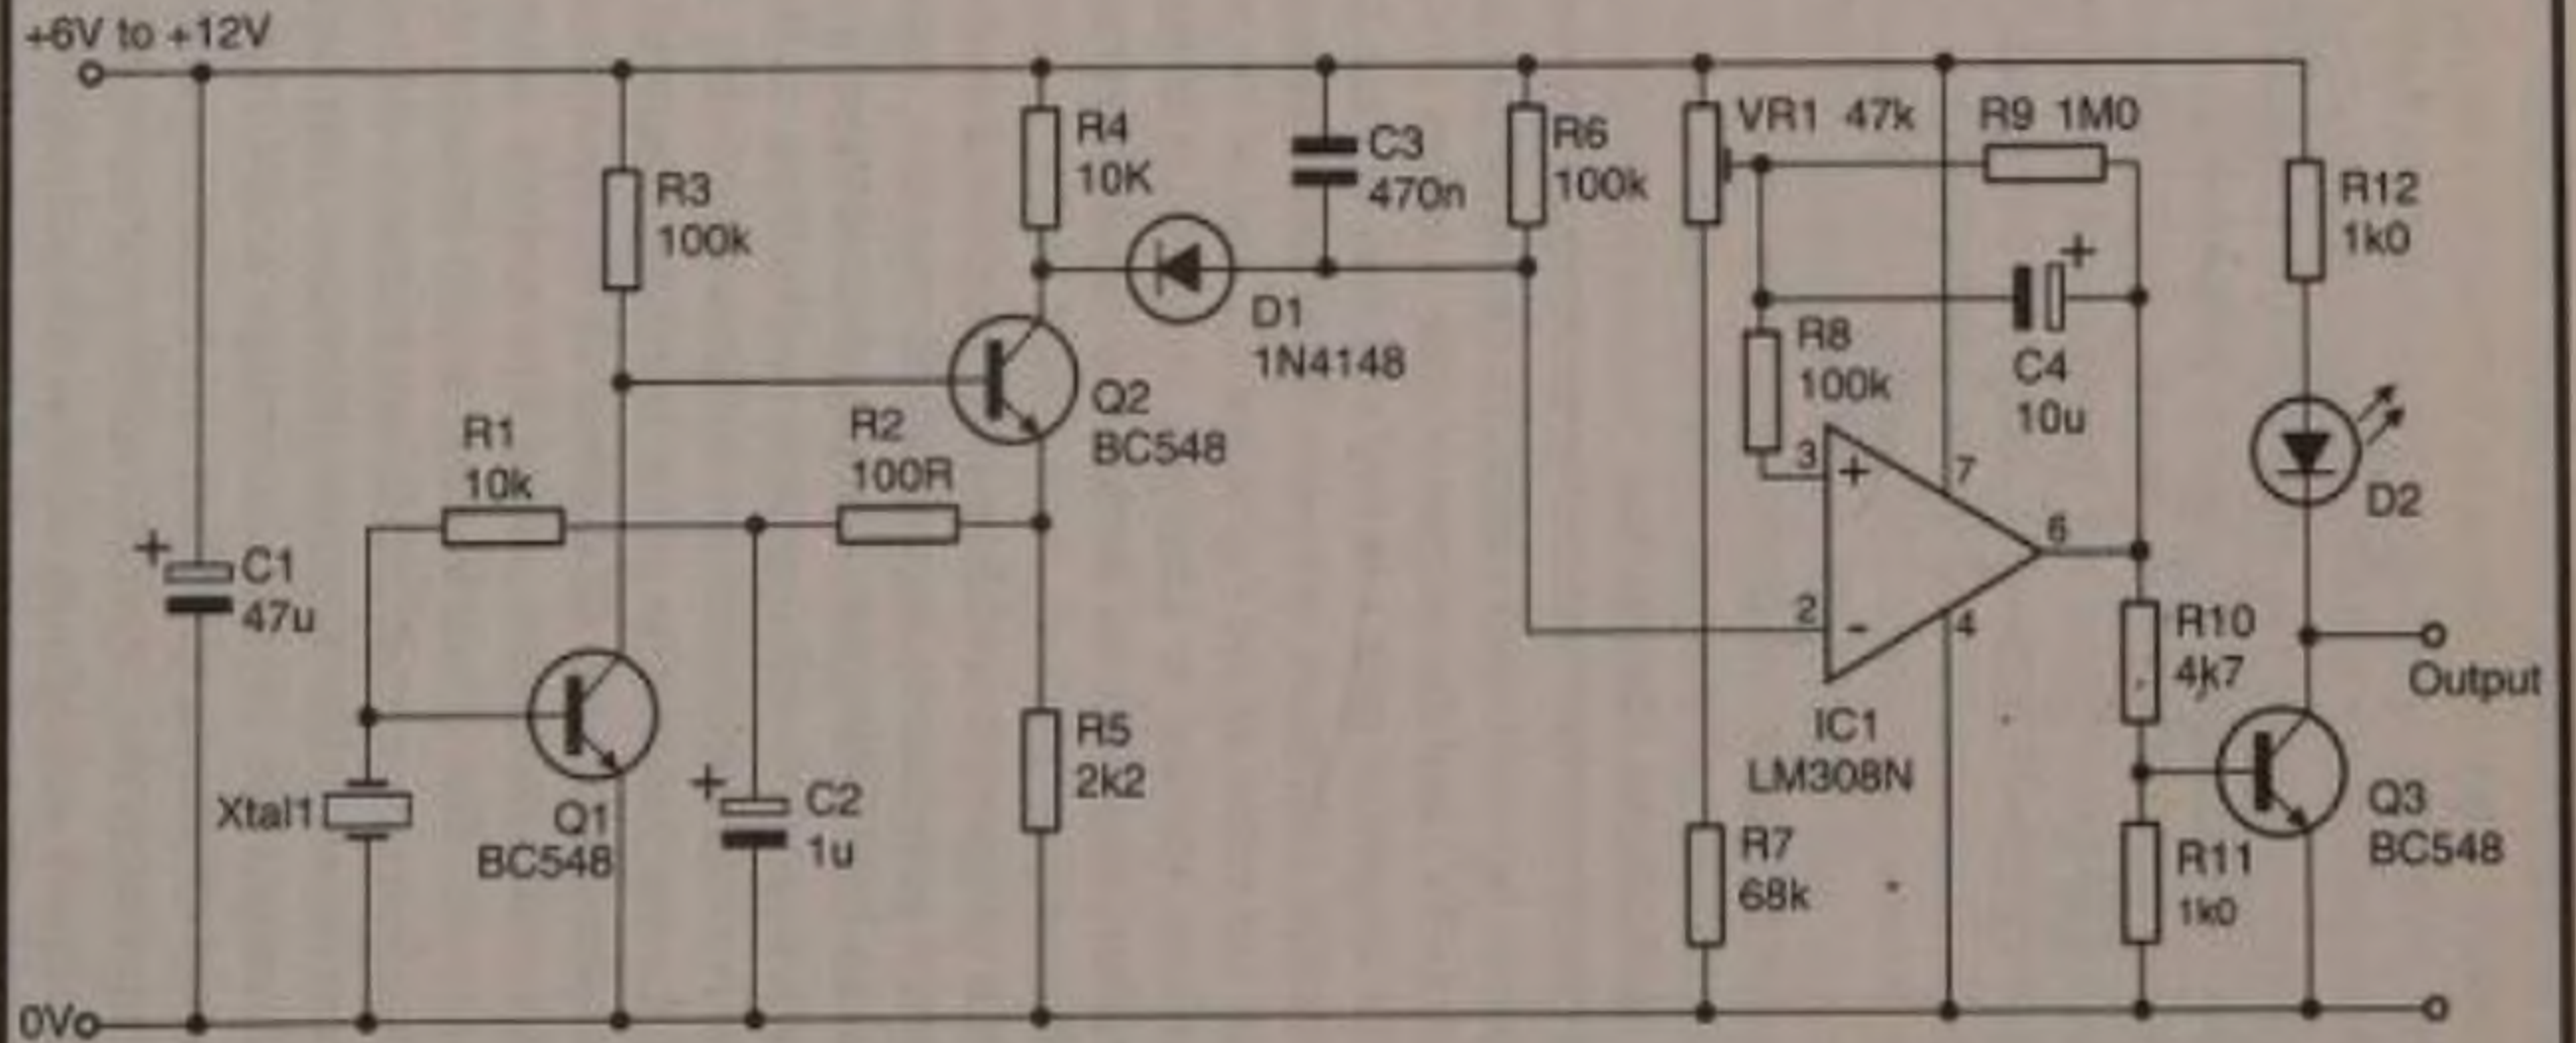 +6V to +12V
R4
10K
C3
470n
R6
100k
VR1 47k
R9 1M0
R12
1k0
R3
100k
+
D1
1N4148
R8
100k
C4
10u
R1
10k
R2
100R
Q2
BC548
3
+
7
D2
+
C1
47u
6
2
-
4
R10
4k7
Output
IC1
LM308N
Xtal1
Q1
BC548
+
C2
1u
R5
2k2
R7
68k
Q3
BC548
R11
1k0
0V